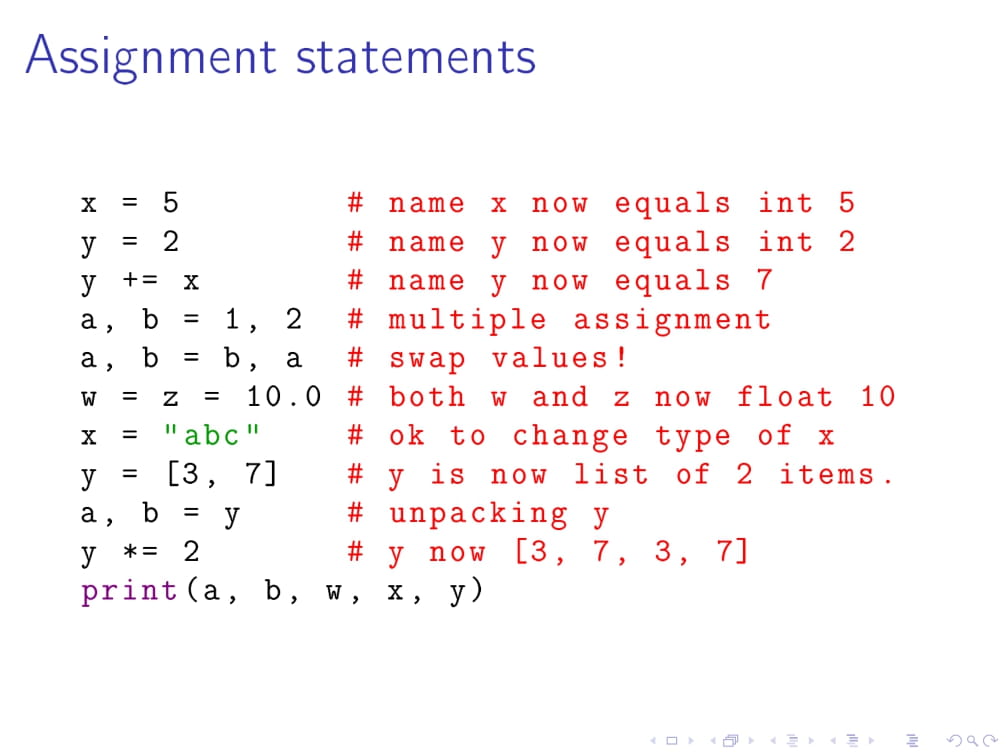 Assignment statements
x = 5 # name x now equals int 5
y = 2 # name y now equals int 2
y += x # name y now equals 7
a, b = 1, 2 # multiple assignment
a, b = b, a # swap values!
w = z = 10.0 # both w and z now float 10
x = "abc" # ok to change type of x
y = [3, 7] # y is now list of 2 items.
a, b = y # unpacking y
y *= 2 # y now [3, 7, 3, 7]
print(a, b, w, x, y)